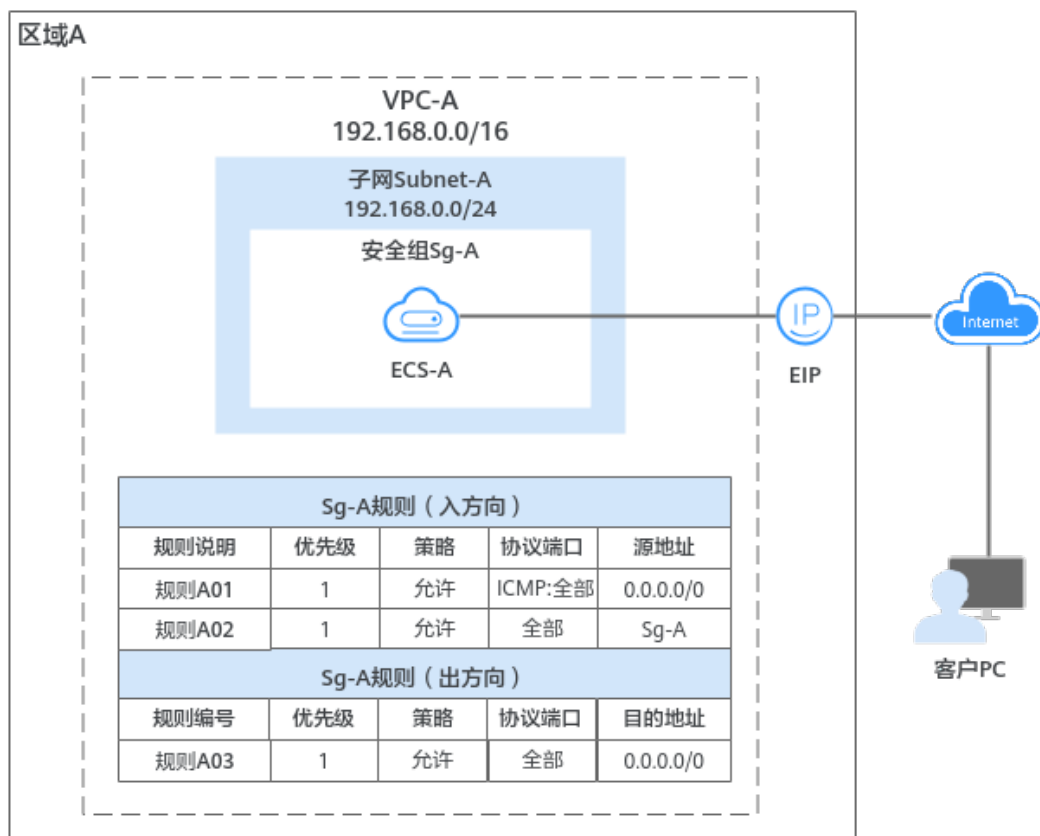 区域A
VPC-A
192.168.0.0/16
子网Subnet-A
192.168.0.0/24
安全组Sg-A
ECS-A
IP
EIP
Internet
客户PC
Sg-A规则（入方向）
规则说明 优先级 策略 协议端口 源地址
规则A01 1 允许 ICMP:全部 0.0.0.0/0
规则A02 1 允许 全部 Sg-A
Sg-A规则（出方向）
规则编号 优先级 策略 协议端口 目的地址
规则A03 1 允许 全部 0.0.0.0/0